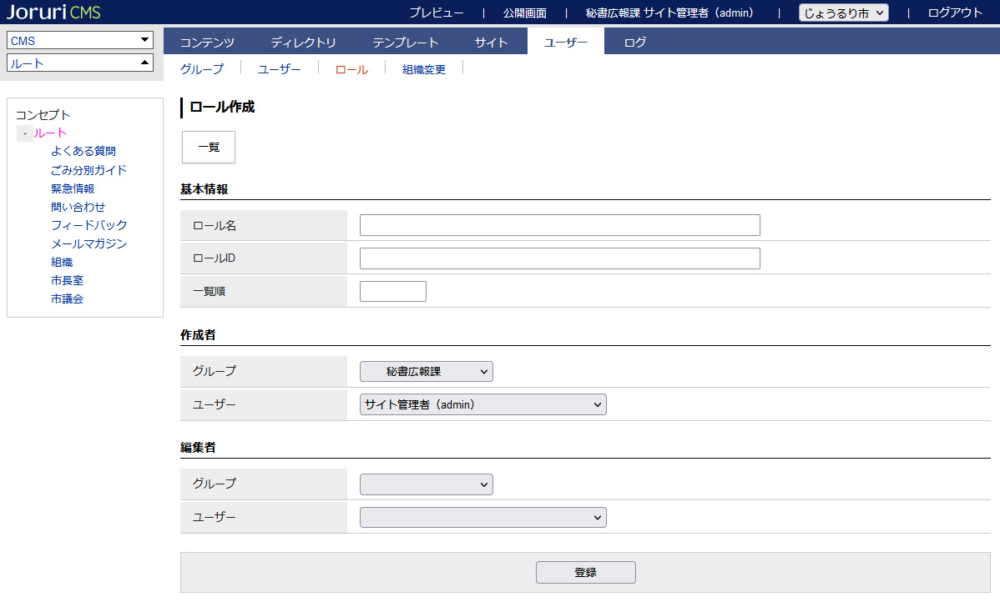 Joruri CMS プレビュー | 公開画面 | 秘書広報課 サイト管理者（admin） | じょうるり市 | ログアウト
CMS
ルート
コンテンツ ディレクトリ テンプレート サイト ユーザー ログ
グループ ユーザー ロール 組織変更
コンセプト
- ルート
よくある質問
ごみ分別ガイド
緊急情報
問い合わせ
フィードバック
メールマガジン
組織
市長室
市議会
ロール作成
一覧
基本情報
ロール名
ロールID
一覧順
作成者
グループ 秘書広報課
ユーザー サイト管理者（admin）
編集者
グループ
ユーザー
登録